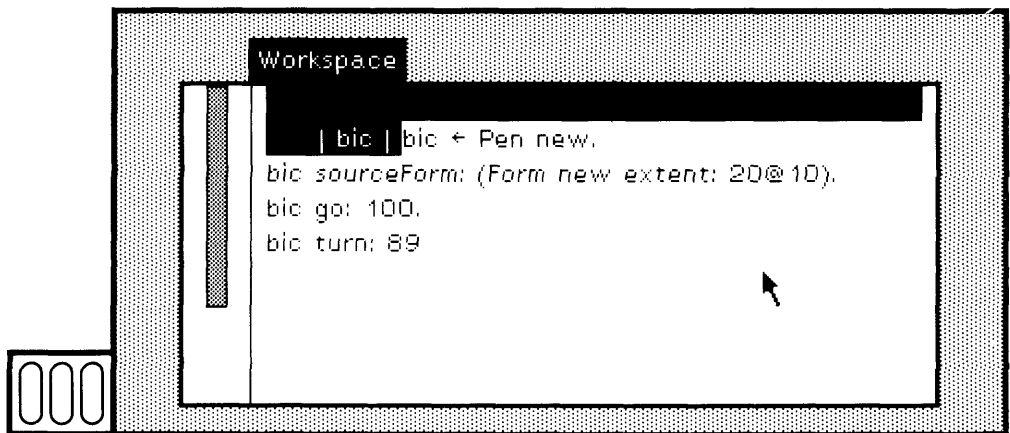 Workspace
| bic | bic ← Pen new.
bic sourceForm: (Form new extent: 20@10).
bic go: 100.
bic turn: 89